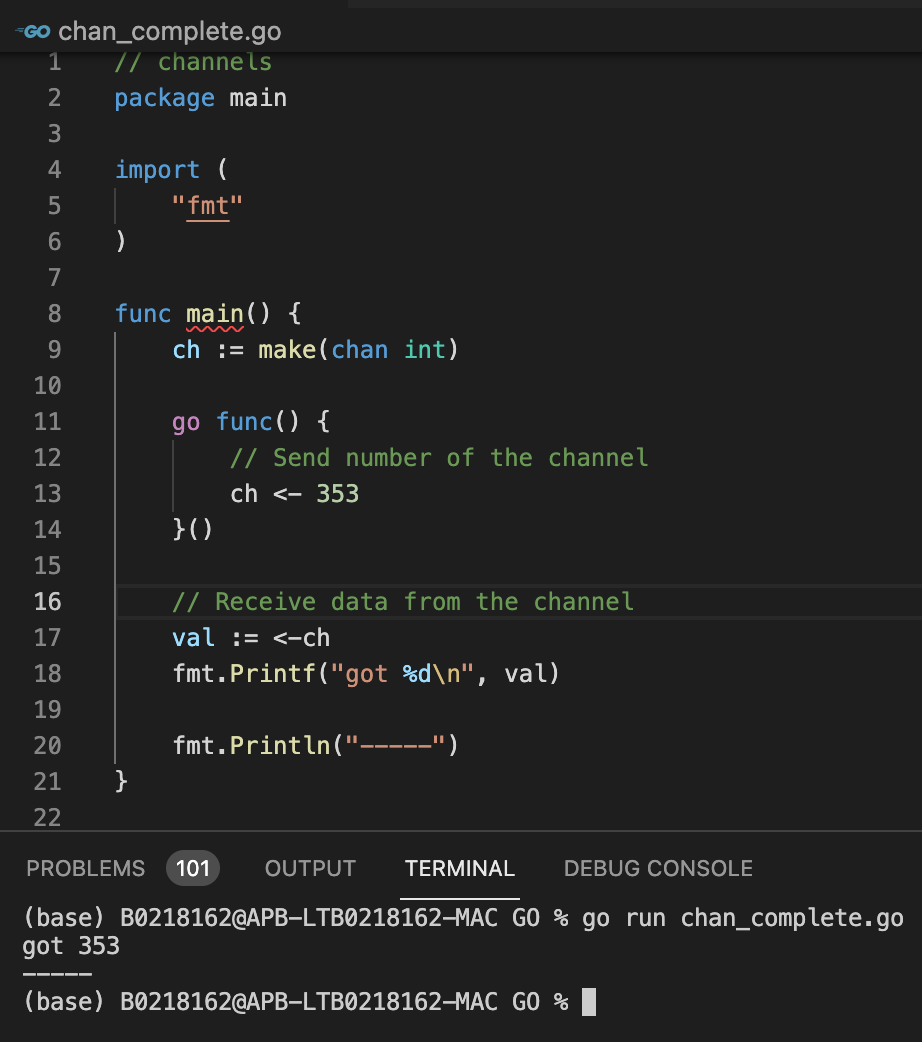 GO chan_complete.go
1 // channels
2 package main
3
4 import (
5 "fmt"
6 )
7
8 func main() {
9 ch := make(chan int)
10
11 go func() {
12 // Send number of the channel
13 ch <- 353
14 }()
15
16 // Receive data from the channel
17 val := <-ch
18 fmt.Printf("got %d\n", val)
19
20 fmt.Println("-----")
21 }
22
PROBLEMS 101 OUTPUT TERMINAL DEBUG CONSOLE
(base) B0218162@APB-LTB0218162-MAC GO % go run chan_complete.go
got 353
-----
(base) B0218162@APB-LTB0218162-MAC GO %